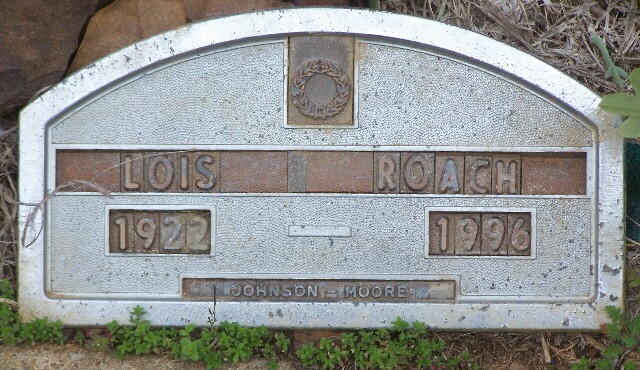 LOIS ROACH
1922 — 1996
JOHNSON - MOORE